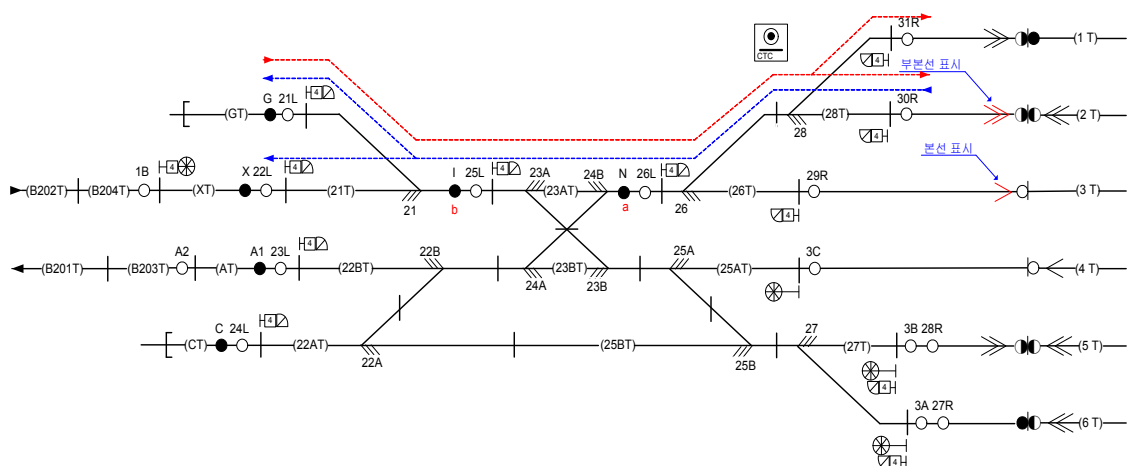 31R
(1 T)
4
CTC
부본선 표시
G 21L
4
(GT)
(28T)
30R
(2 T)
28
4
본선 표시
1B
4
X 22L
4
I 25L
4
23A
24B
N 26L
4
(B202T)
(B204T)
(XT)
(21T)
(23AT)
(26T)
29R
(3 T)
21
b
a
26
4
A2
A1 23L
4
22B
25A
3C
(B201T)
(B203T)
(AT)
(22BT)
(23BT)
(25AT)
(4 T)
24A
23B
C 24L
4
27
3B 28R
(CT)
(22AT)
(25BT)
(27T)
(5 T)
22A
25B
4
3A 27R
(6 T)
4